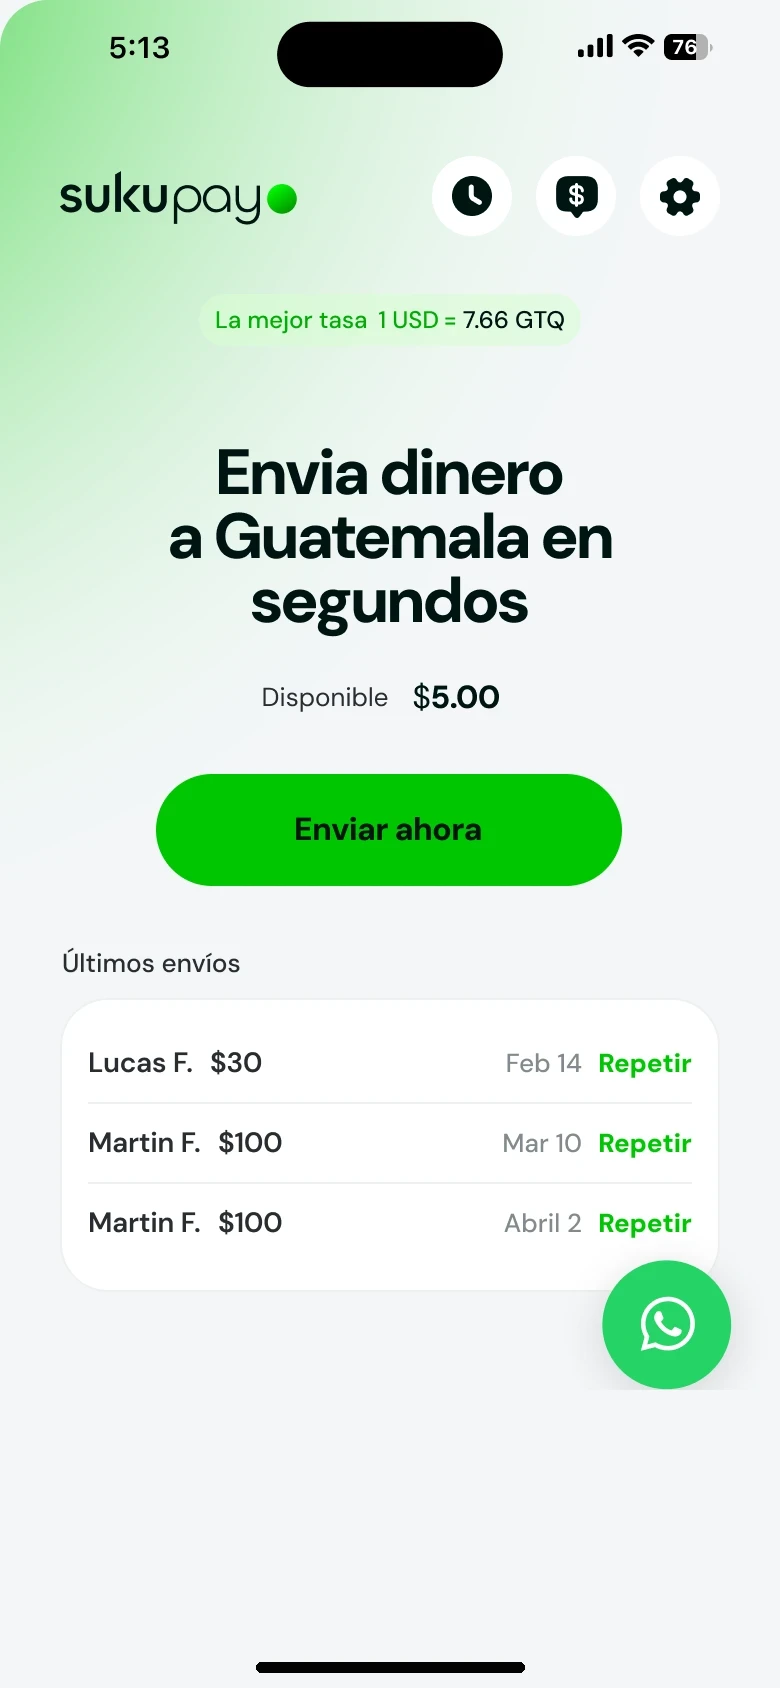 5:13
76
sukupay
$
La mejor tasa 1 USD = 7.66 GTQ
Envia dinero
a Guatemala en
segundos
Disponible $5.00
Enviar ahora
Últimos envíos
Lucas F. $30 Feb 14 Repetir
Martin F. $100 Mar 10 Repetir
Martin F. $100 Abril 2 Repetir